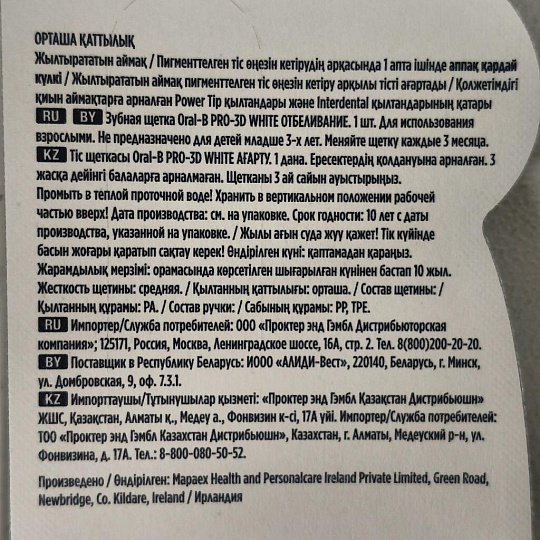 ОРТАША ҚАТТЫЛЫҚ
Жылтырататын аймақ / Пигменттелген тіс өңезін кетірудің арқасында 1 апта ішінде аппақ қардай
күлкі / Жылтырататын аймақ пигменттелген тіс өңезін кетіру арқылы тісті ағартады / Қолжетімдігі
қиын аймақтарға арналған Power Tip қылтандары және Interdental қылтандарының қатары
RU BY Зубная щетка Oral-B PRO-3D WHITE ОТБЕЛИВАНИЕ. 1 шт. Для использования
взрослыми. Не предназначено для детей младше 3-х лет. Меняйте щетку каждые 3 месяца.
KZ Тіс щеткасы Oral-B PRO-3D WHITE АҒАРТУ. 1 дана. Ересектердің қолдануына арналған. 3
жасқа дейінгі балаларға арналмаған. Щетканы 3 ай сайын ауыстырыңыз.
Промыть в теплой проточной воде! Хранить в вертикальном положении рабочей
частью вверх! Дата производства: см. на упаковке. Срок годности: 10 лет с даты
производства, указанной на упаковке. / Жылы ағын суда жуу қажет! Тік күйінде
басын жоғары қаратып сақтау керек! Өндірілген күні: қаптамадан қараңыз.
Жарамдылық мерзімі: орамасында көрсетілген шығарылған күнінен бастап 10 жыл.
Жесткость щетины: средняя. / Қылтанның қаттылығы: орташа. / Состав щетины: /
Қылтанның құрамы: PA. / Состав ручки: / Сабының құрамы: PP, TPE.
RU Импортер/Служба потребителей: ООО «Проктер энд Гэмбл Дистрибьюторская
компания»; 125171, Россия, Москва, Ленинградское шоссе, 16А, стр. 2. Тел. 8(800)200-20-20.
BY Поставщик в Республику Беларусь: ИООО «АЛИДИ-Вест», 220140, Беларусь, г. Минск,
ул. Домбровская, 9, оф. 7.3.1.
KZ Импорттаушы/Тұтынушылар қызметі: «Проктер энд Гэмбл Қазақстан Дистрибьюшн»
ЖШС, Қазақстан, Алматы қ., Медеу а., Фонвизин к-сі, 17А үйі. Импортер/Служба потребителей:
ТОО «Проктер энд Гэмбл Казахстан Дистрибьюшн», Казахстан, г. Алматы, Медеуский р-н, ул.
Фонвизина, д. 17А. Тел.: 8-800-080-50-52.
Произведено / Өндірілген: Mapaex Health and Personalcare Ireland Private Limited, Green Road,
Newbridge, Co. Kildare, Ireland / Ирландия